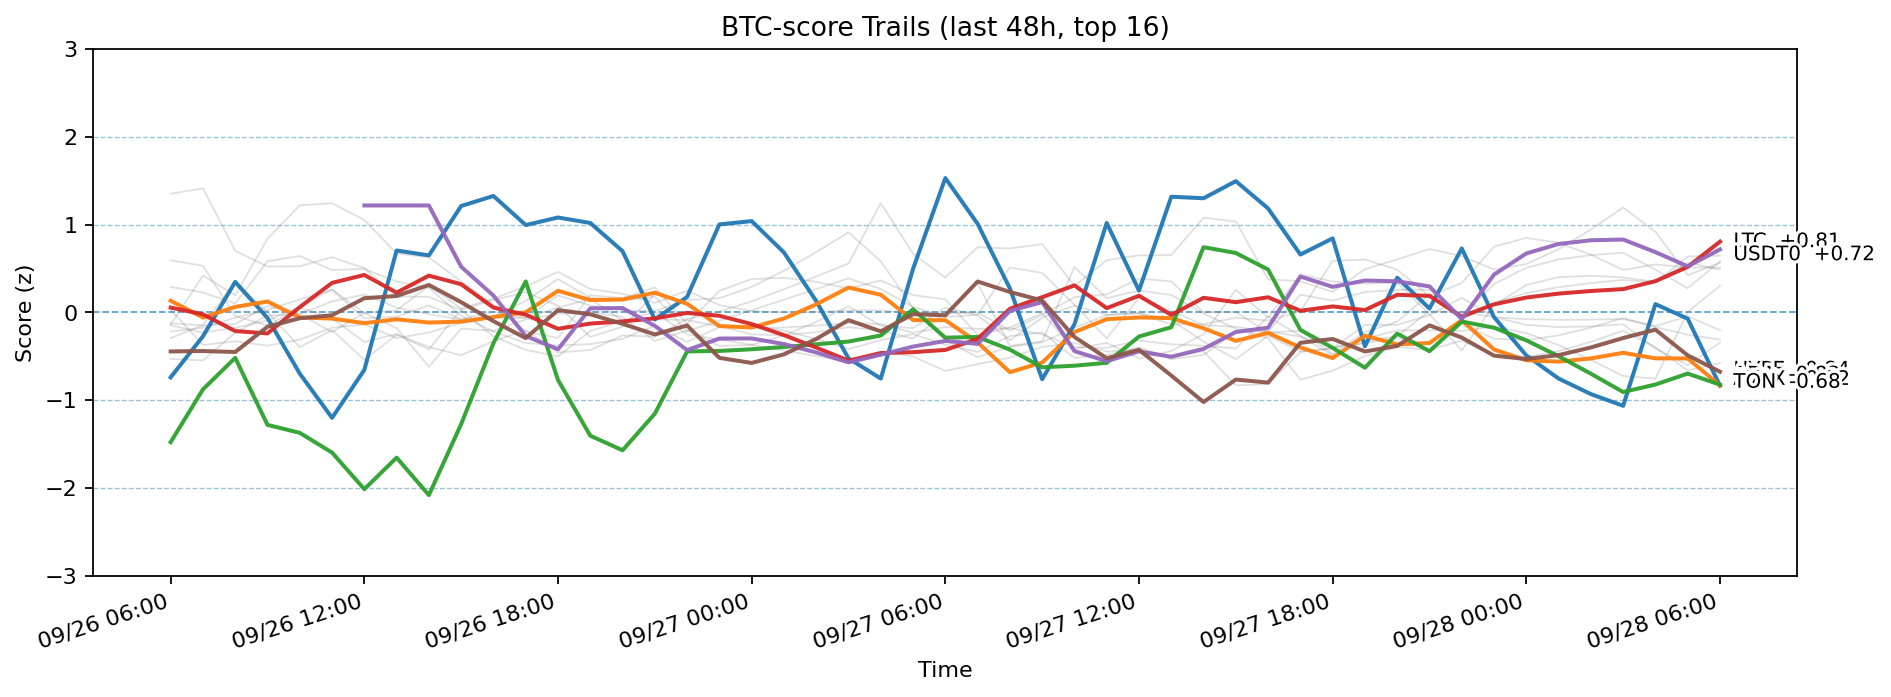 BTC-score Trails (last 48h, top 16)
Score (z)
3
2
1
0
−1
−2
−3
LTC +0.81
USDT0 +0.72
TON -0.68
09/26 06:00
09/26 12:00
09/26 18:00
09/27 00:00
09/27 06:00
09/27 12:00
09/27 18:00
09/28 00:00
09/28 06:00
Time